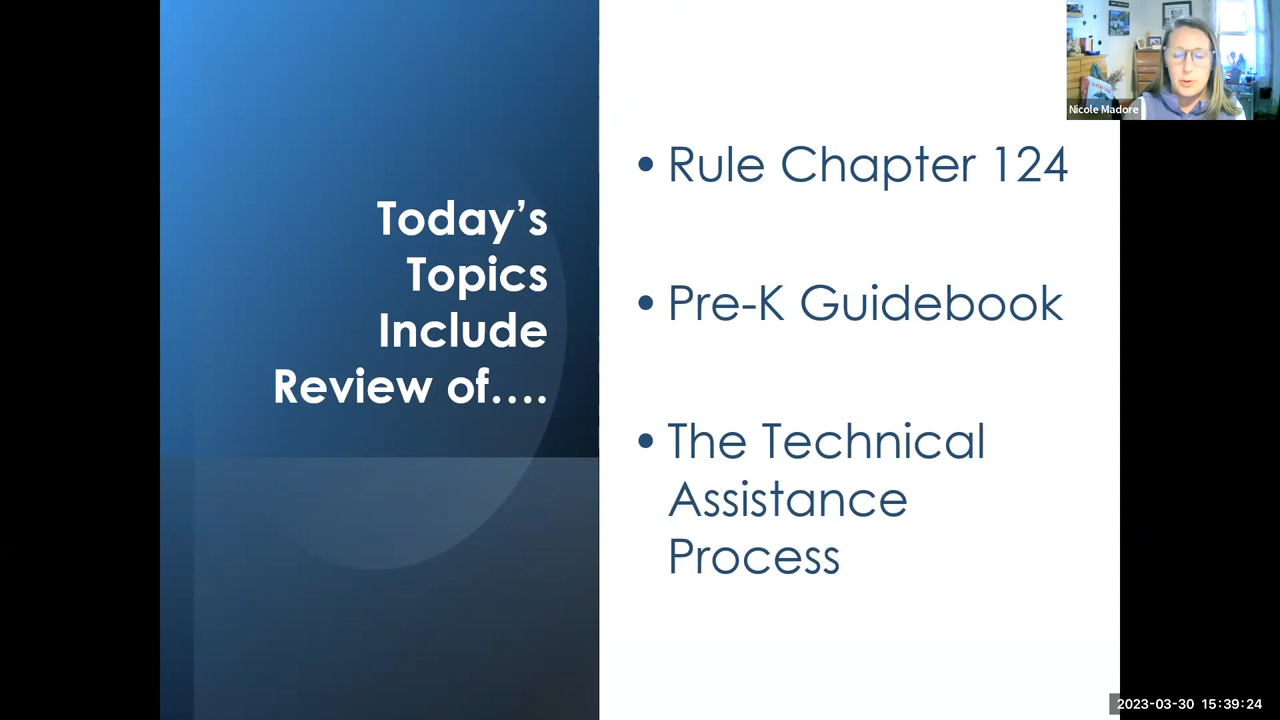 Today’s
Topics
Include
Review of….
• Rule Chapter 124
• Pre-K Guidebook
• The Technical
Assistance
Process
Nicole Madore
2023-03-30 15:39:24